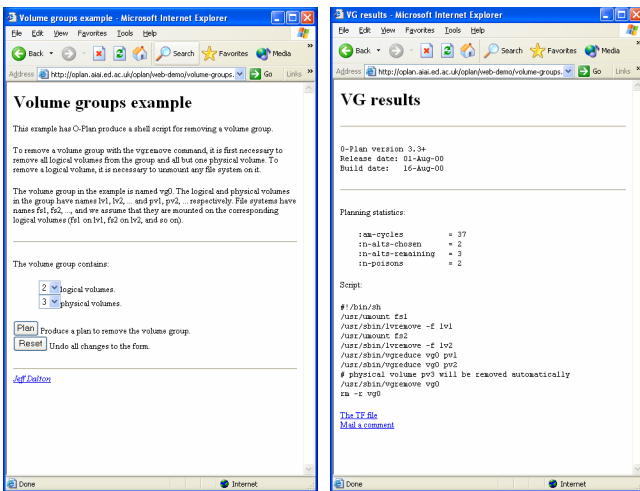 Volume groups example - Microsoft Internet Explorer
File Edit View Favorites Tools Help
Back Search Favorites Media »
Address http://oplan.aiai.ed.ac.uk/oplan/web-demo/volume-groups. Go Links »
Volume groups example
This example has O-Plan produce a shell script for removing a volume group.
To remove a volume group with the vgremove command, it is first necessary to
remove all logical volumes from the group and all but one physical volume. To
remove a logical volume, it is necessary to unmount any file system on it.
The volume group in the example is named vg0. The logical and physical volumes
in the group have names lv1, lv2, ... and pv1, pv2, ... respectively. File systems have
names fs1, fs2, ..., and we assume that they are mounted on the corresponding
logical volumes (fs1 on lv1, fs2 on lv2, and so on).
The volume group contains:
2 logical volumes.
3 physical volumes.
Plan Produce a plan to remove the volume group.
Reset Undo all changes to the form.
Jeff Dalton
Done Internet
VG results - Microsoft Internet Explorer
File Edit View Favorites Tools Help
Back Search Favorites Media
Address http://oplan.aiai.ed.ac.uk/oplan/web-demo/volume-groups. Go Links
VG results
O-Plan version 3.3+
Release date: 01-Aug-00
Build date: 16-Aug-00
Planning statistics:
:am-cycles = 37
:n-alts-chosen = 2
:n-alts-remaining = 3
:n-poisons = 2
Script:
#!/bin/sh
/usr/umount fs1
/usr/sbin/lvremove -f lv1
/usr/umount fs2
/usr/sbin/lvremove -f lv2
/usr/sbin/vgreduce vg0 pv1
/usr/sbin/vgreduce vg0 pv2
# physical volume pv3 will be removed automatically
/usr/sbin/vgremove vg0
rm -r vg0
The TF file
Mail a comment
Done Internet